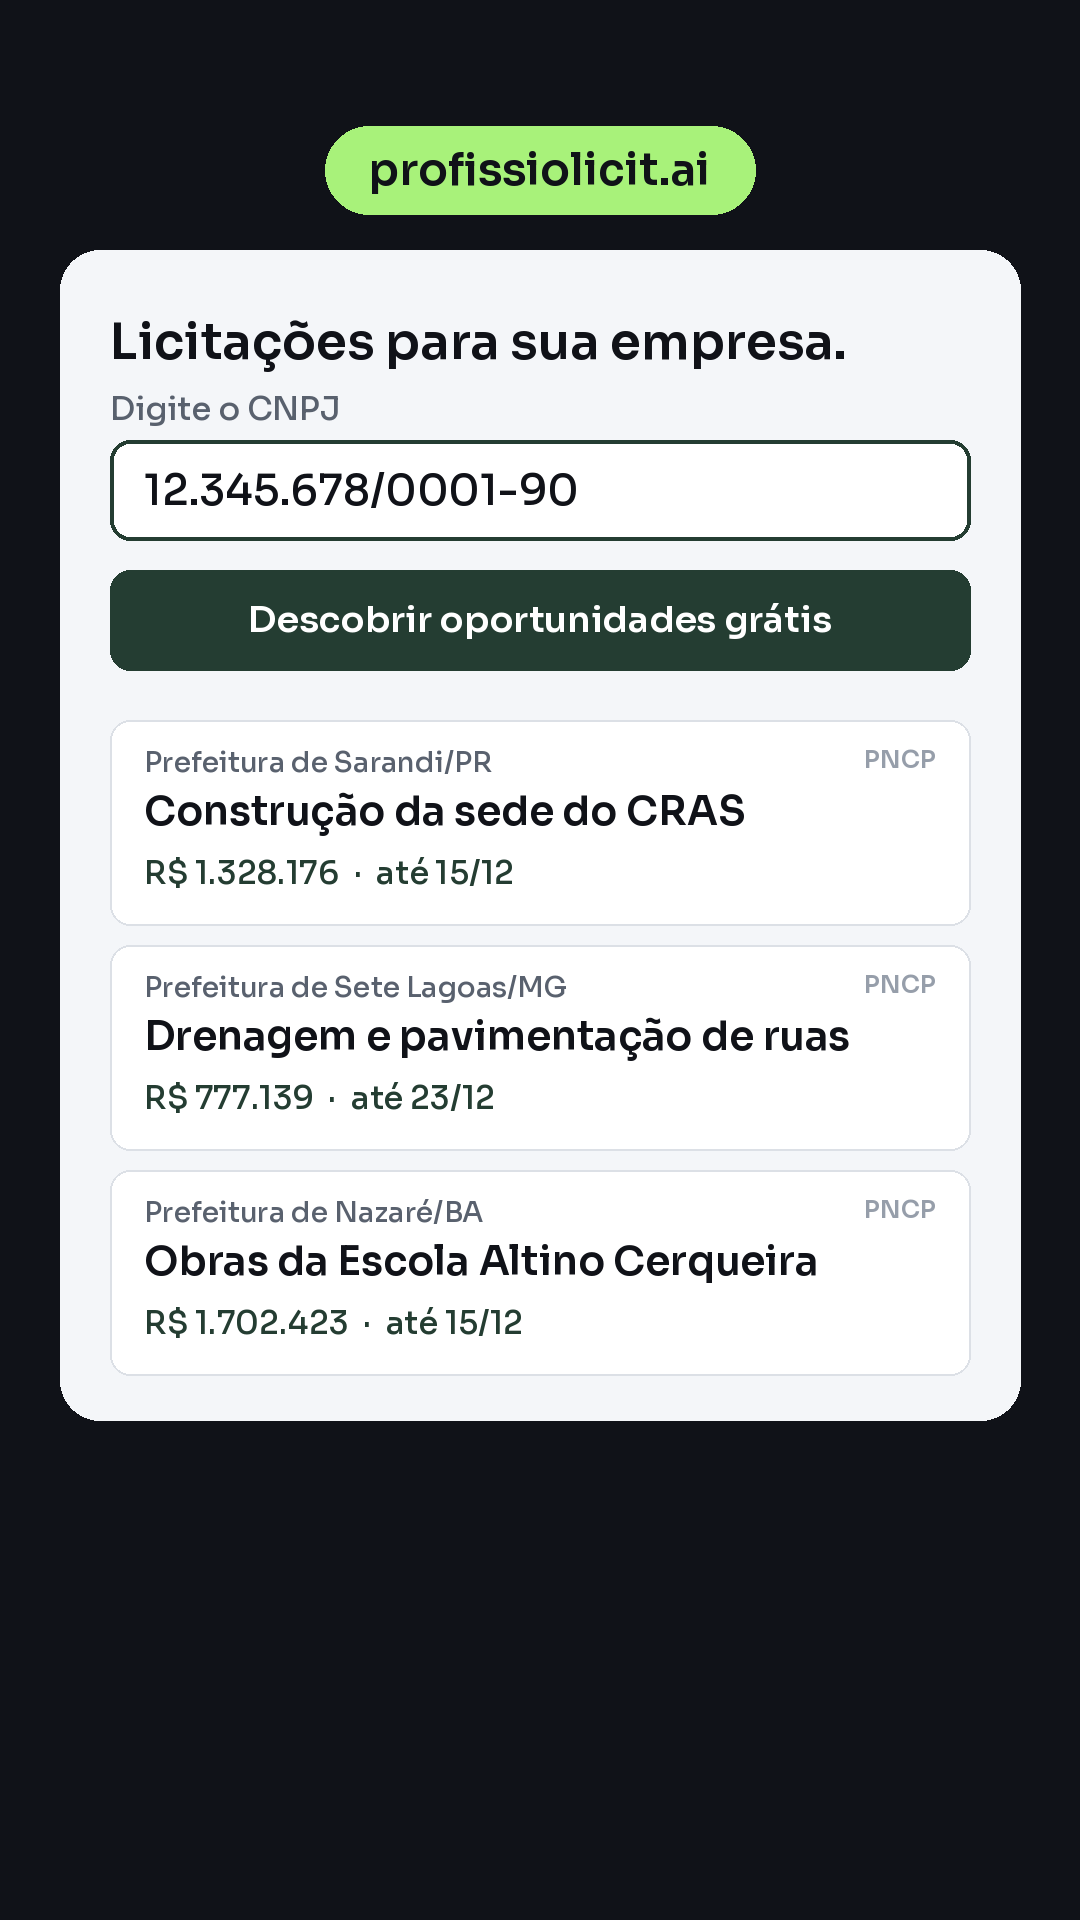 profissiolicit.ai
Licitações para sua empresa.
Digite o CNPJ
12.345.678/0001-90
Descobrir oportunidades grátis
Prefeitura de Sarandi/PR
PNCP
Construção da sede do CRAS
R$ 1.328.176 · até 15/12
Prefeitura de Sete Lagoas/MG
PNCP
Drenagem e pavimentação de ruas
R$ 777.139 · até 23/12
Prefeitura de Nazaré/BA
PNCP
Obras da Escola Altino Cerqueira
R$ 1.702.423 · até 15/12